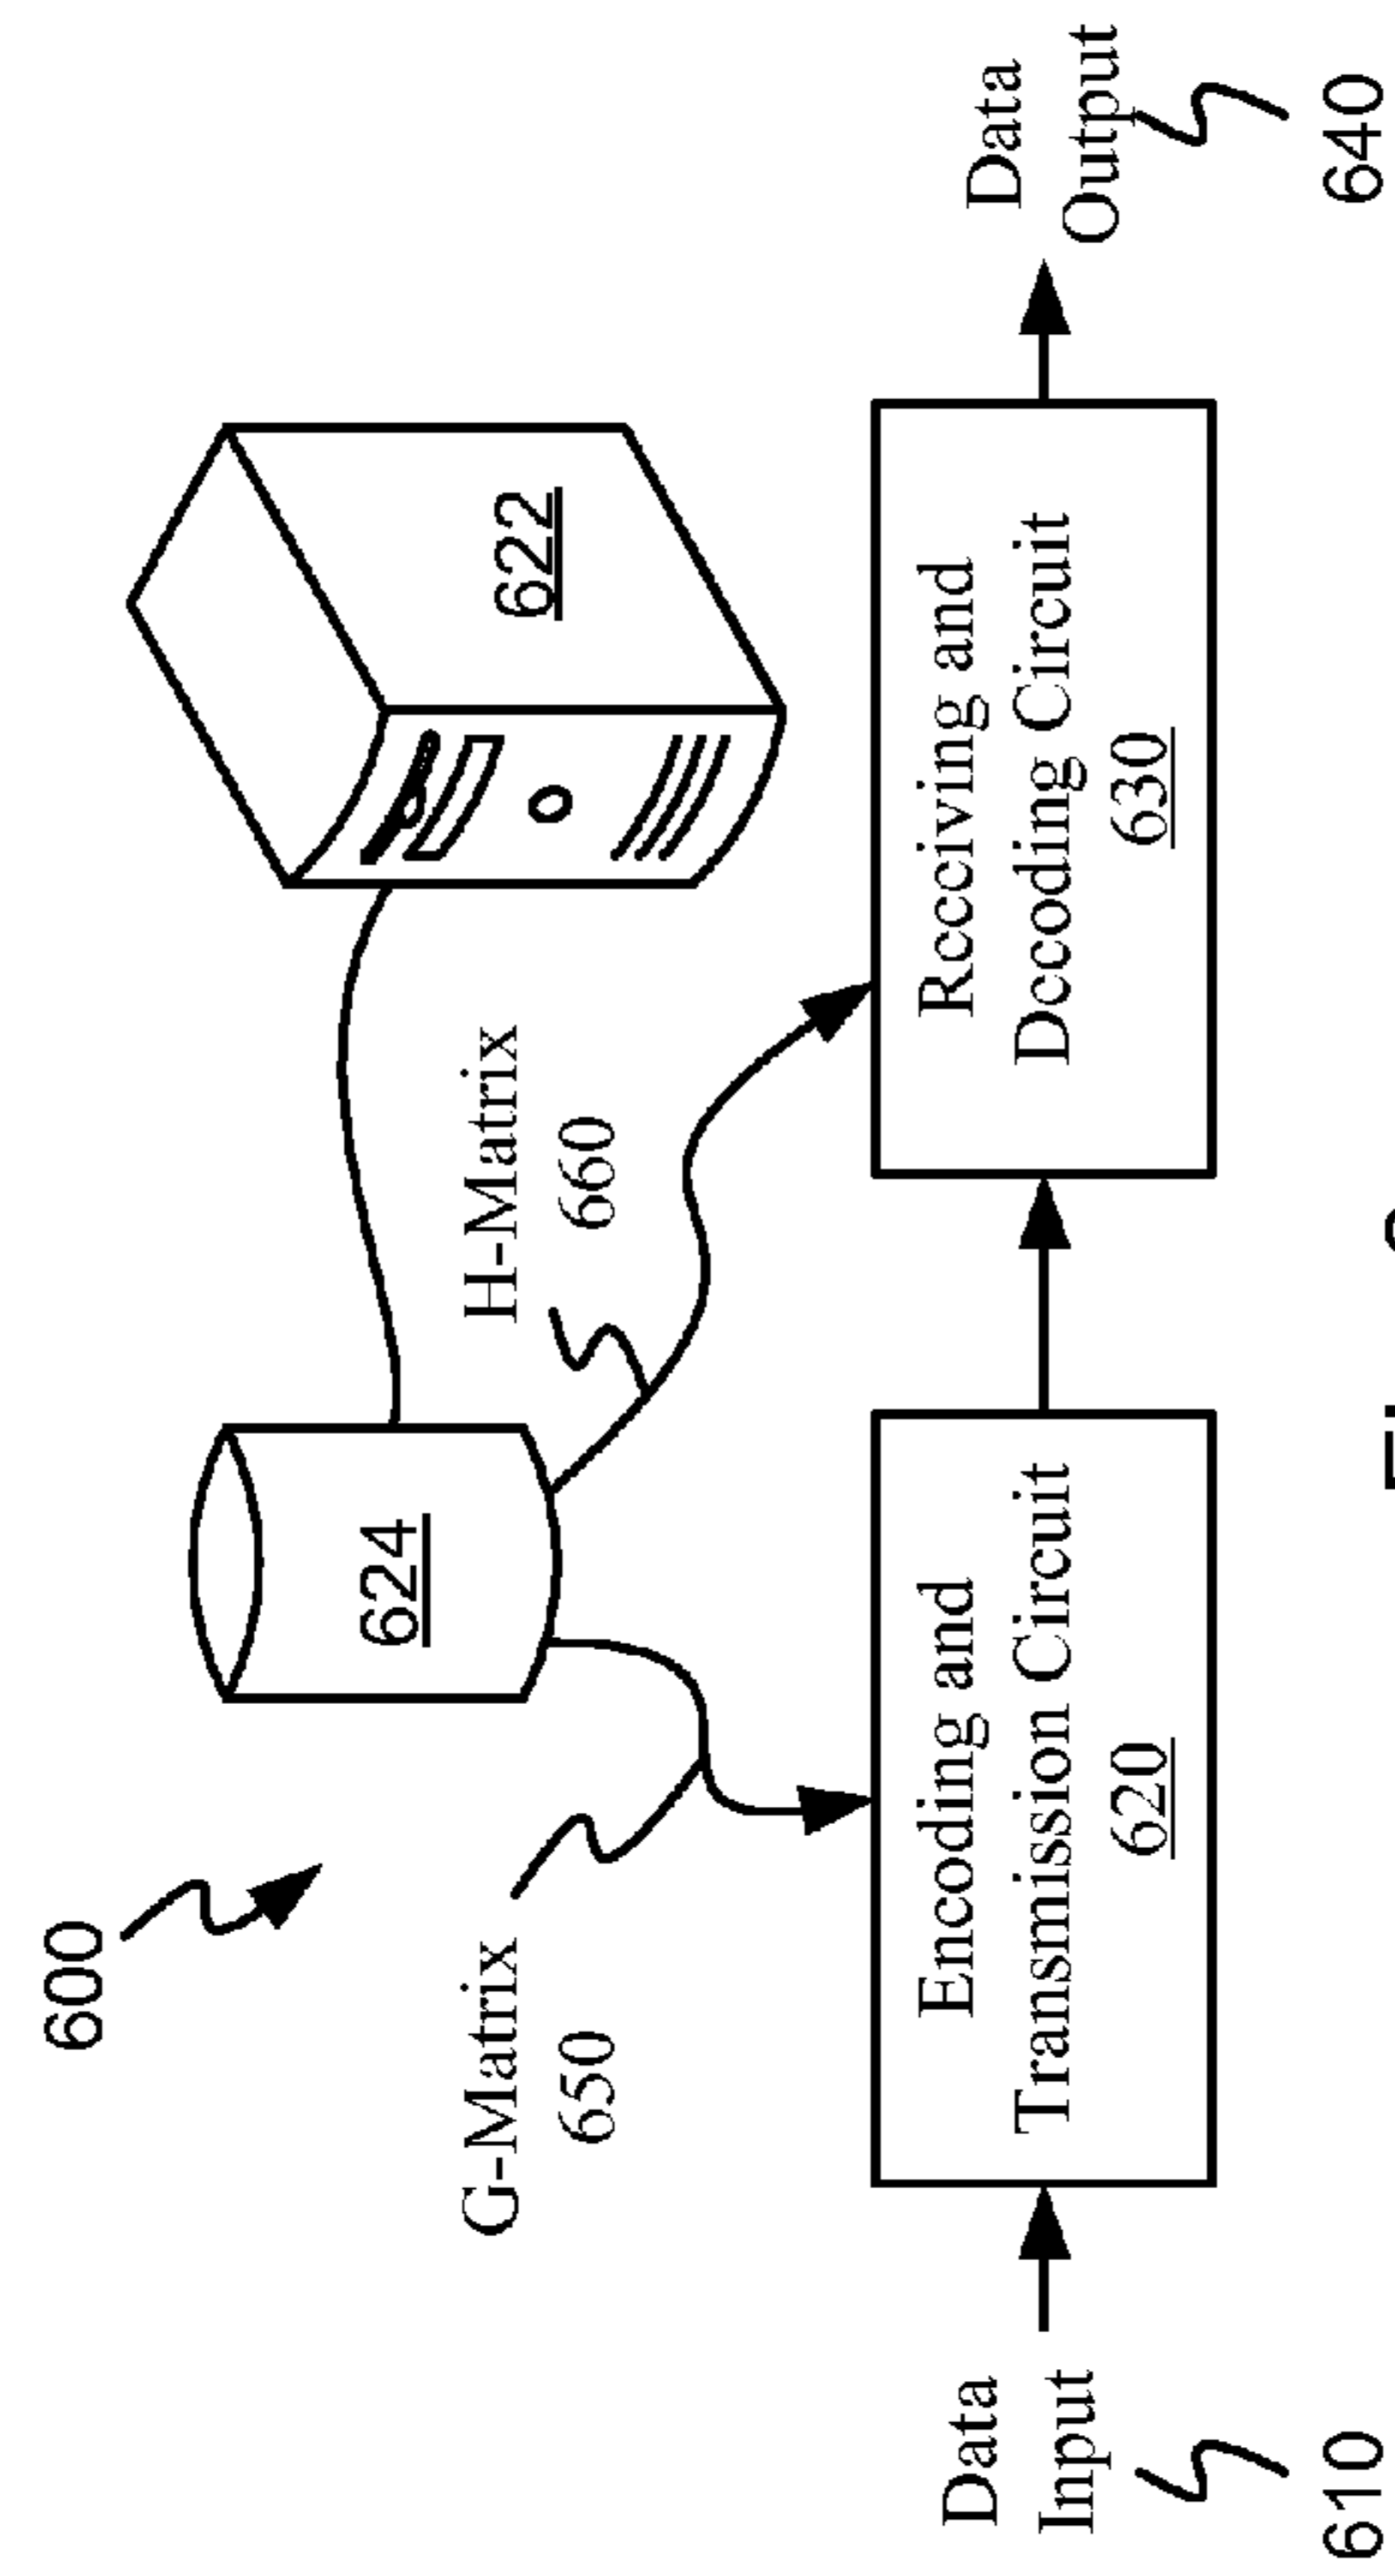 600
624
622
G-Matrix
650
H-Matrix
660
Data
Input
610
Encoding and
Transmission Circuit
620
Receiving and
Decoding Circuit
630
Data
Output
640